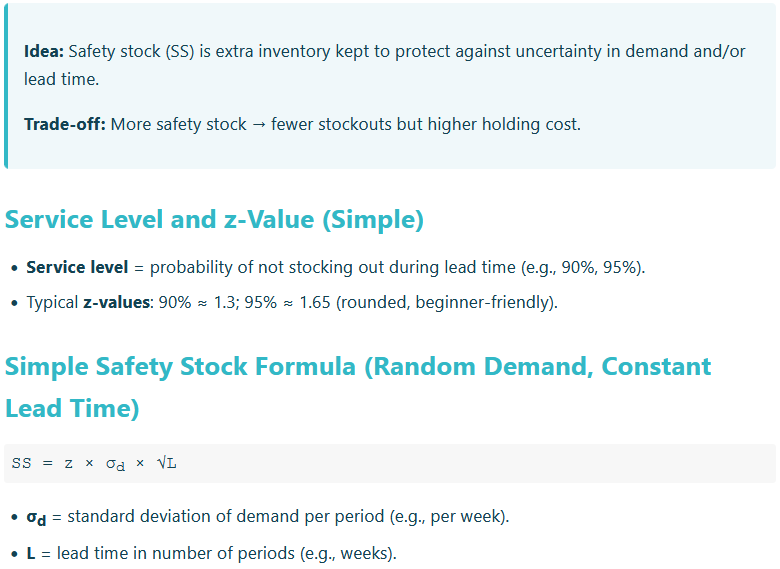 Idea: Safety stock (SS) is extra inventory kept to protect against uncertainty in demand and/or
lead time.
Trade-off: More safety stock → fewer stockouts but higher holding cost.
Service Level and z-Value (Simple)
• Service level = probability of not stocking out during lead time (e.g., 90%, 95%).
• Typical z-values: 90% ≈ 1.3; 95% ≈ 1.65 (rounded, beginner-friendly).
Simple Safety Stock Formula (Random Demand, Constant
Lead Time)
SS = z × σd × √L
• σd = standard deviation of demand per period (e.g., per week).
• L = lead time in number of periods (e.g., weeks).